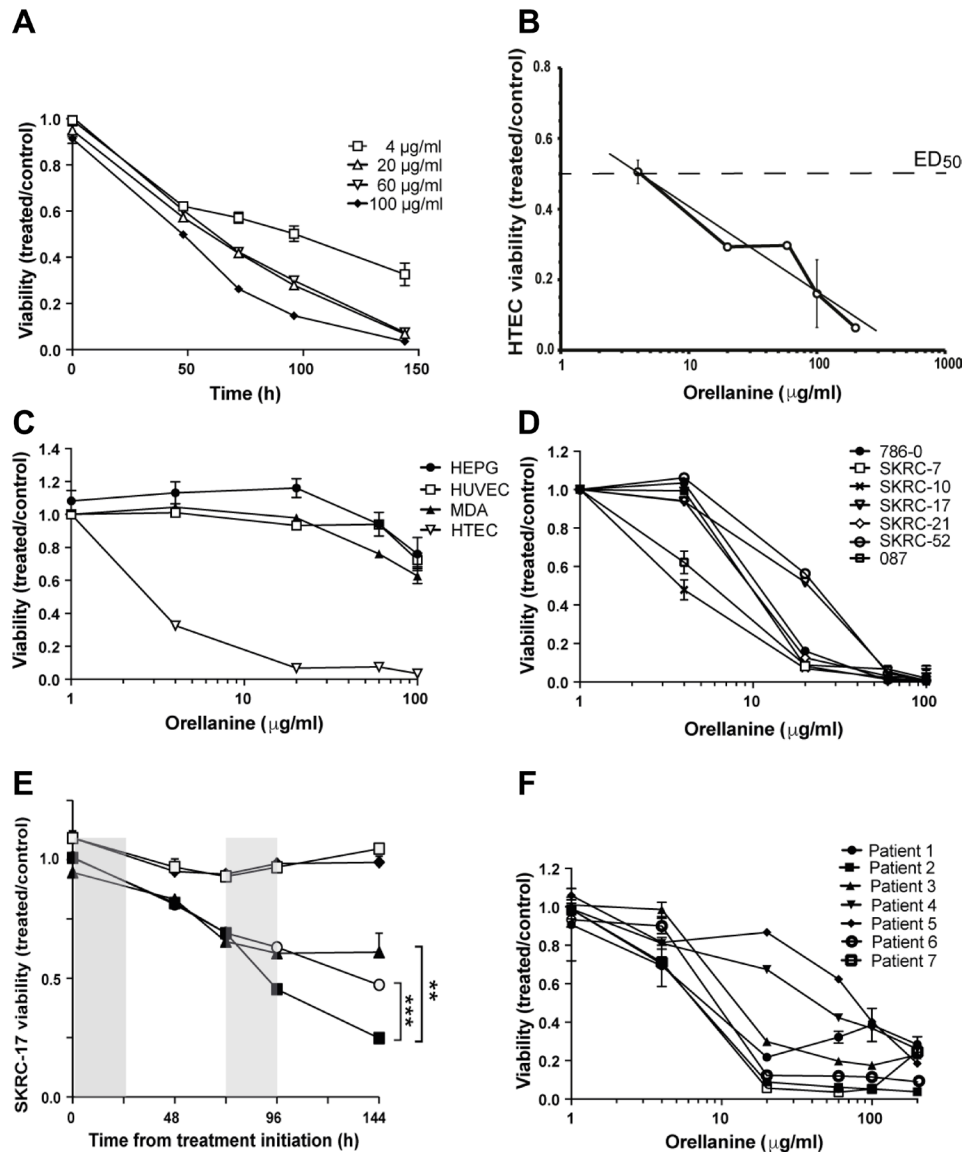 A
Viability (treated/control)
1.0
0.8
0.6
0.4
0.2
0.0
0
50
100
150
Time (h)
4 µg/ml
20 µg/ml
60 µg/ml
100 µg/ml
B
HTEC viability (treated/control)
0.8
0.6
0.4
0.2
0.0
1
10
100
1000
Orellanine (µg/ml)
ED50
C
Viability (treated/control)
1.4
1.2
1.0
0.8
0.6
0.4
0.2
0.0
1
10
100
Orellanine (µg/ml)
HEPG
HUVEC
MDA
HTEC
D
Viability (treated/control)
1.2
1.0
0.8
0.6
0.4
0.2
0.0
1
10
100
Orellanine (µg/ml)
786-0
SKRC-7
SKRC-10
SKRC-17
SKRC-21
SKRC-52
087
E
SKRC-17 viability (treated/control)
1.0
0.5
0.0
0
48
96
144
Time from treatment initiation (h)
***
**
F
Viability (treated/control)
1.2
1.0
0.8
0.6
0.4
0.2
0.0
1
10
100
Orellanine (µg/ml)
Patient 1
Patient 2
Patient 3
Patient 4
Patient 5
Patient 6
Patient 7